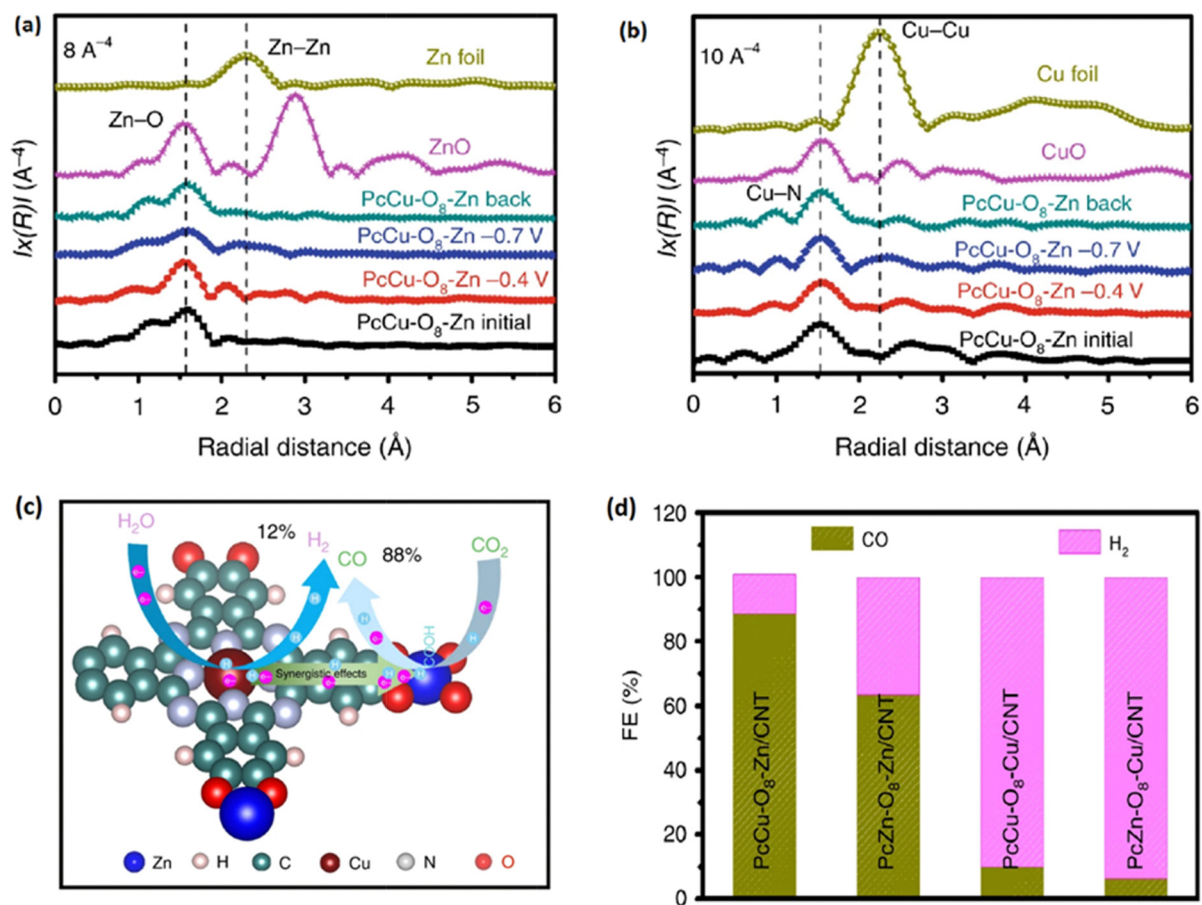 (a)
8 A⁻⁴
Zn–Zn
Zn foil
Zn–O
ZnO
PcCu-O₈-Zn back
PcCu-O₈-Zn –0.7 V
PcCu-O₈-Zn –0.4 V
PcCu-O₈-Zn initial
Ix(R)I (A⁻⁴)
0 1 2 3 4 5 6
Radial distance (Å)
(b)
10 A⁻⁴
Cu–Cu
Cu foil
CuO
Cu–N
PcCu-O₈-Zn back
PcCu-O₈-Zn –0.7 V
PcCu-O₈-Zn –0.4 V
PcCu-O₈-Zn initial
Ix(R)I (A⁻⁴)
0 1 2 3 4 5 6
Radial distance (Å)
(c)
H₂O
12%
H₂
CO
88%
CO₂
e⁻
e⁻
H
H
H
e⁻
H
e⁻
H
COOH
Synergistic effects
Zn H C Cu N O
(d)
CO H₂
120
100
80
60
40
20
0
FE (%)
PcCu-O₈-Zn/CNT
PcZn-O₈-Zn/CNT
PcCu-O₈-Cu/CNT
PcZn-O₈-Cu/CNT